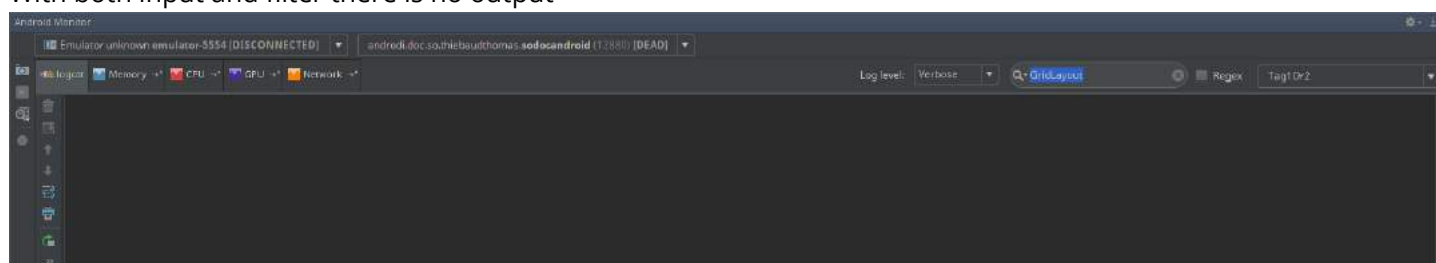 With both input and filter there is no output
Android Monitor
Emulator unknown emulator-5554 [DISCONNECTED] androdi.doc.so.thiebaudthomas.sodocandroid (12880) [DEAD]
logcat Memory CPU GPU Network Log level: Verbose GridLayout Regex Tag1Or2